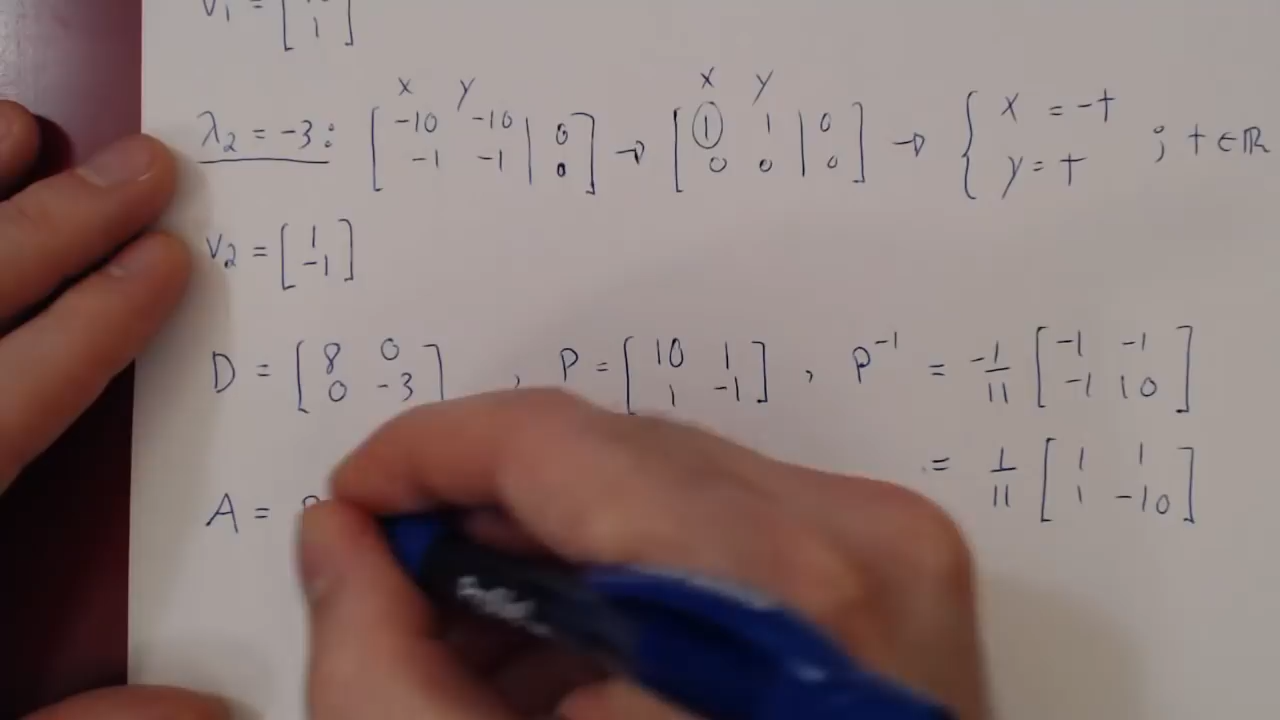 V₁ = [ 1 ]
x y x y
λ₂ = -3: [ -10 -10 | 0 ; -1 -1 | 0 ] → [ 1 1 | 0 ; 0 0 | 0 ] → { x = -t ; y = t ; t ∈ ℝ
V₂ = [ 1 ; -1 ]
D = [ 8 0 ; 0 -3 ] , P = [ 10 1 ; 1 -1 ] , P⁻¹ = -1/11 [ -1 -1 ; -1 10 ]
= 1/11 [ 1 1 ; 1 -10 ]
A =